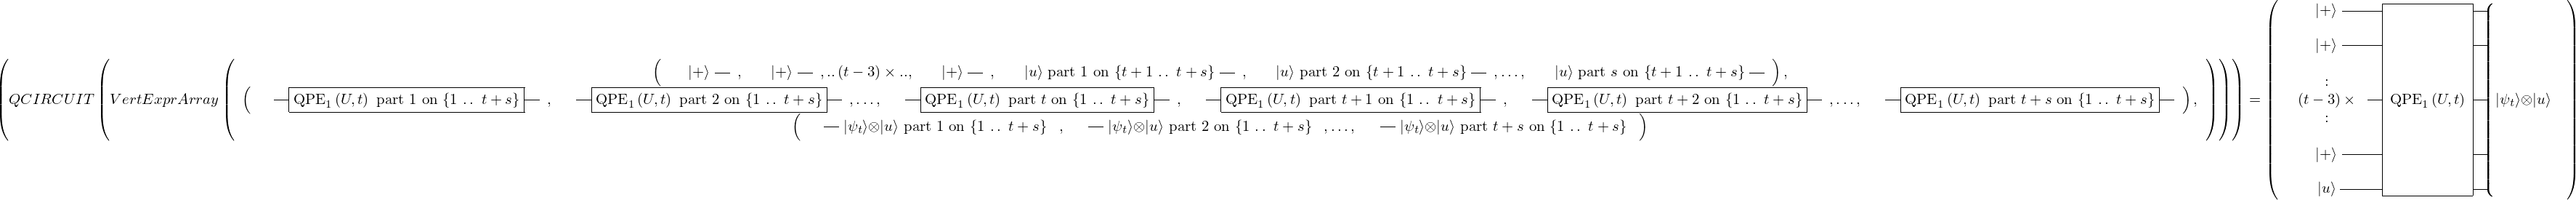 ( |+⟩ — , |+⟩ — , .. (t − 3) × .., |+⟩ — , |u⟩ part 1 on {t + 1 .. t + s} — , |u⟩ part 2 on {t + 1 .. t + s} — , ..., |u⟩ part s on {t + 1 .. t + s} — ) ,
( QCIRCUIT ( VertExprArray ( ( — QPE₁ (U, t) part 1 on {1 .. t + s} — , — QPE₁ (U, t) part 2 on {1 .. t + s} — , ..., — QPE₁ (U, t) part t on {1 .. t + s} — , — QPE₁ (U, t) part t + 1 on {1 .. t + s} — , — QPE₁ (U, t) part t + 2 on {1 .. t + s} — , ..., — QPE₁ (U, t) part t + s on {1 .. t + s} — ) , ) ) ) =
( — |ψₜ⟩⊗|u⟩ part 1 on {1 .. t + s} , — |ψₜ⟩⊗|u⟩ part 2 on {1 .. t + s} , ..., — |ψₜ⟩⊗|u⟩ part t + s on {1 .. t + s} )
|+⟩
|+⟩
:
(t − 3) × QPE₁ (U, t) |ψₜ⟩⊗|u⟩
:
|+⟩
|u⟩